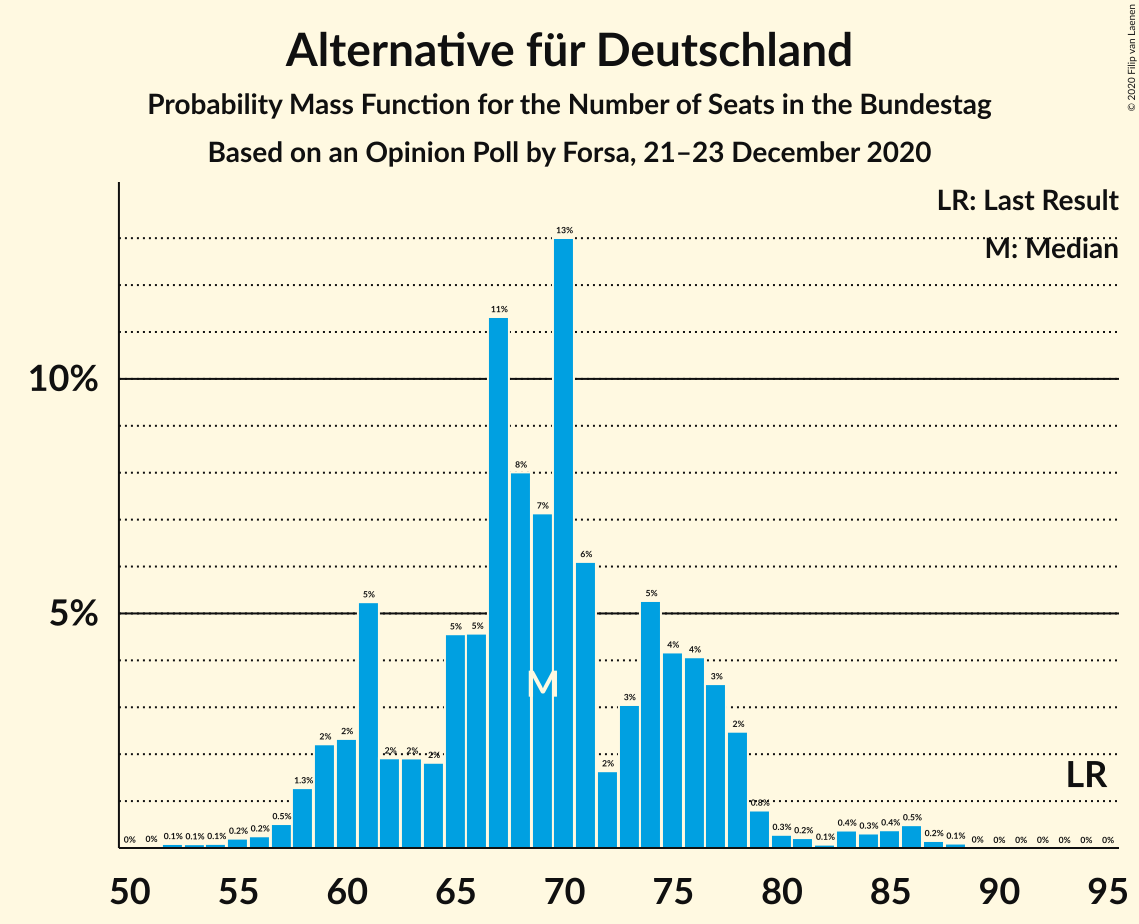 © 2020 Filip van Laenen
Alternative für Deutschland
Probability Mass Function for the Number of Seats in the Bundestag
Based on an Opinion Poll by Forsa, 21–23 December 2020
LR: Last Result
M: Median
10%
5%
0% 0% 0.1% 0.1% 0.1% 0.2% 0.2% 0.5% 1.3% 2% 2% 5% 2% 2% 2% 5% 5% 11% 8% 7% 13% 6% 2% 3% 5% 4% 4% 3% 2% 0.8% 0.3% 0.2% 0.1% 0.4% 0.3% 0.4% 0.5% 0.2% 0.1% 0% 0% 0% 0% 0% 0% 0%
M
LR
50 55 60 65 70 75 80 85 90 95